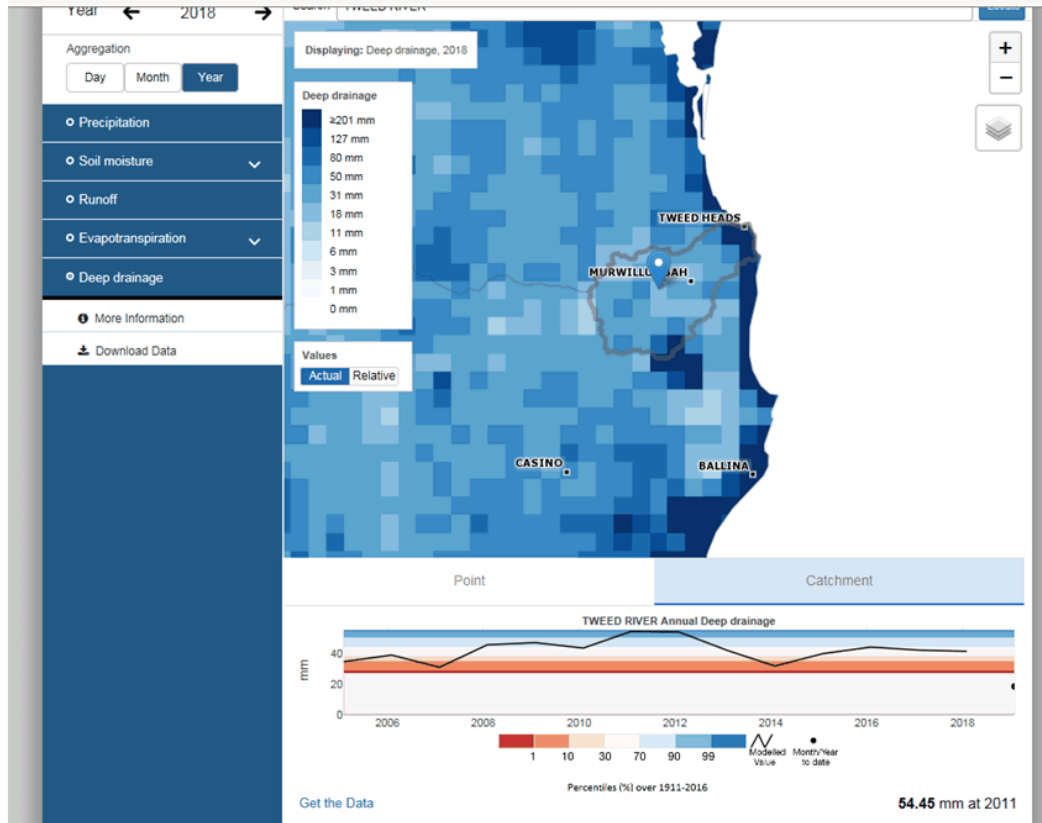 Year ← 2018 →
Search TWEED RIVER Locate
Aggregation
Day Month Year
Precipitation
Soil moisture
Runoff
Evapotranspiration
Deep drainage
More Information
Download Data
Displaying: Deep drainage, 2018
+
−
Deep drainage
≥201 mm
127 mm
80 mm
50 mm
31 mm
18 mm
11 mm
6 mm
3 mm
1 mm
0 mm
Values
Actual Relative
TWEED HEADS
MURWILLU BAH
CASINO
BALLINA
Point Catchment
TWEED RIVER Annual Deep drainage
mm
40
20
0
2006 2008 2010 2012 2014 2016 2018
1 10 30 70 90 99
Modelled Value
Month/Year to date
Percentiles (%) over 1911-2016
Get the Data
54.45 mm at 2011